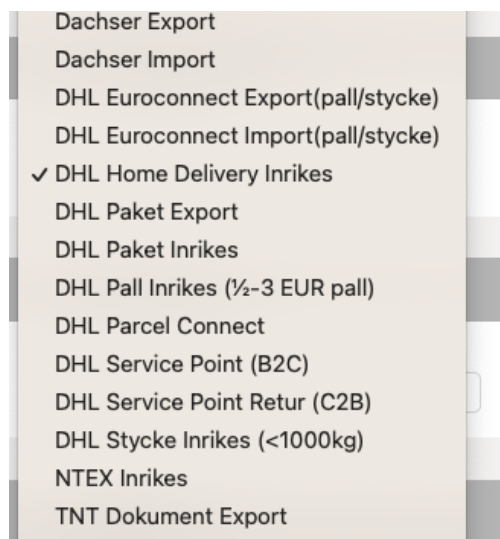 Dachser Export
Dachser Import
DHL Euroconnect Export(pall/stycke)
DHL Euroconnect Import(pall/stycke)
✓ DHL Home Delivery Inrikes
DHL Paket Export
DHL Paket Inrikes
DHL Pall Inrikes (½-3 EUR pall)
DHL Parcel Connect
DHL Service Point (B2C)
DHL Service Point Retur (C2B)
DHL Stycke Inrikes (<1000kg)
NTEX Inrikes
TNT Dokument Export